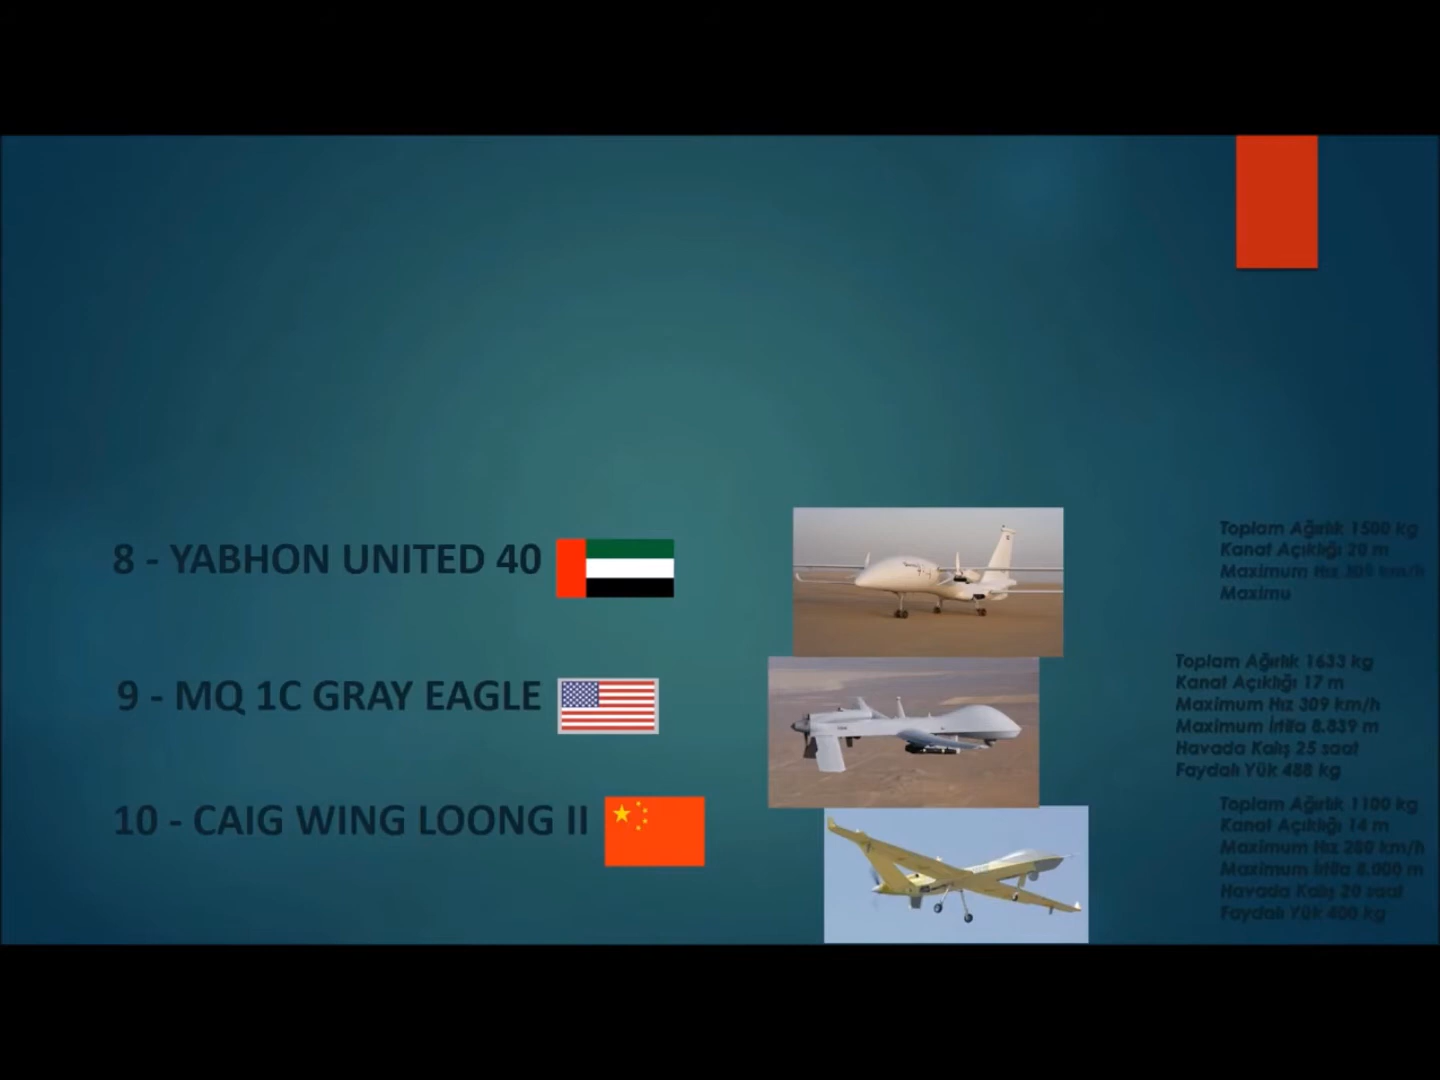 8 - YABHON UNITED 40
Toplam Ağırlık 1500 kg
Kanat Açıklığı 20 m
Maximum Hız 309 km/h
Maximu
9 - MQ 1C GRAY EAGLE
Toplam Ağırlık 1633 kg
Kanat Açıklığı 17 m
Maximum Hız 309 km/h
Maximum İrtifa 8.839 m
Havada Kalış 25 saat
Faydalı Yük 488 kg
10 - CAIG WING LOONG II
Toplam Ağırlık 1100 kg
Kanat Açıklığı 14 m
Maximum Hız 280 km/h
Maximum İrtifa 8.000 m
Havada Kalış 20 saat
Faydalı Yük 400 kg